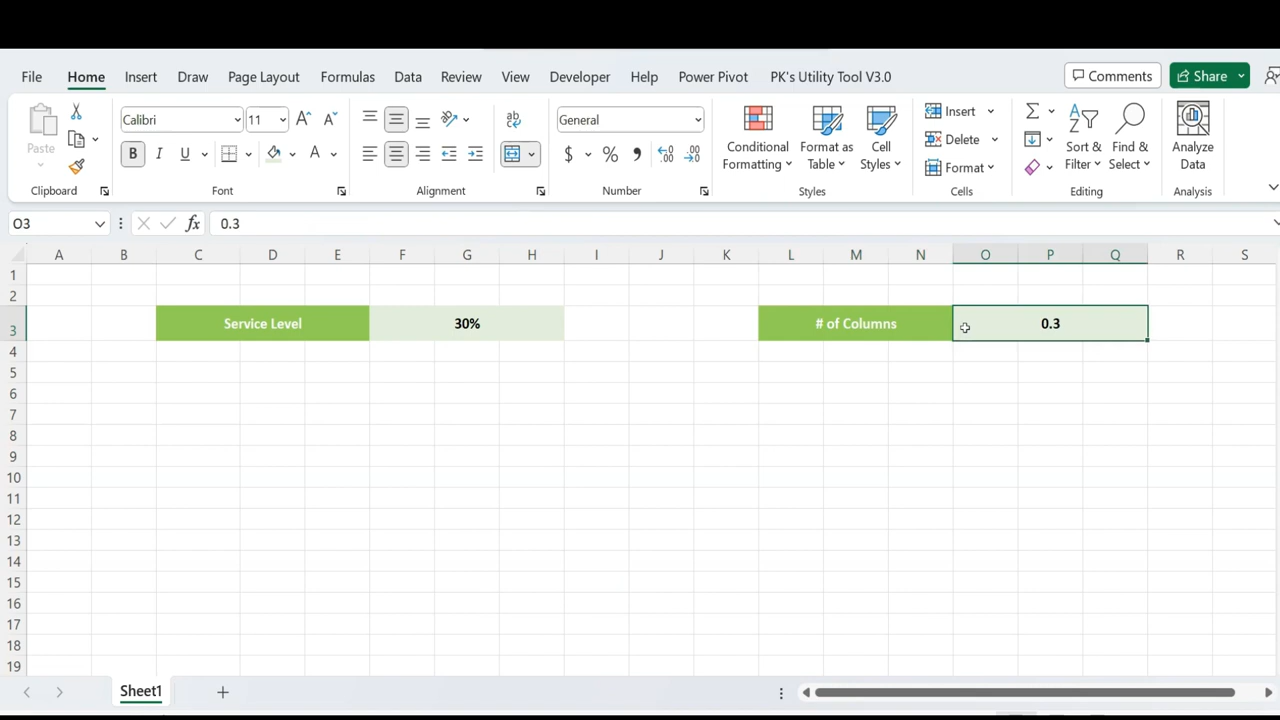 File Home Insert Draw Page Layout Formulas Data Review View Developer Help Power Pivot PK's Utility Tool V3.0 Comments Share
Calibri 11 General Insert
Paste B I U $ % Conditional Formatting Format as Table Cell Styles Delete Sort & Filter Find & Select Analyze Data
Format
Clipboard Font Alignment Number Styles Cells Editing Analysis
O3 fx 0.3
A B C D E F G H I J K L M N O P Q R S
1
2
3 Service Level 30% # of Columns 0.3
4
5
6
7
8
9
10
11
12
13
14
15
16
17
18
19
Sheet1